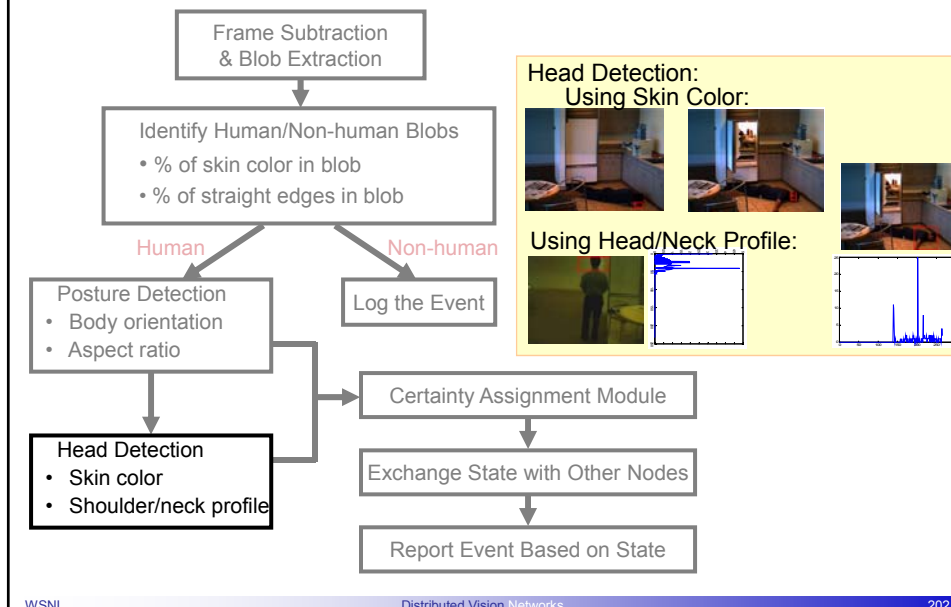 Frame Subtraction
& Blob Extraction
Identify Human/Non-human Blobs
• % of skin color in blob
• % of straight edges in blob
Human
Non-human
Posture Detection
• Body orientation
• Aspect ratio
Log the Event
Head Detection
• Skin color
• Shoulder/neck profile
Certainty Assignment Module
Exchange State with Other Nodes
Report Event Based on State
Head Detection:
Using Skin Color:
Using Head/Neck Profile:
WSNL
Distributed Vision Networks
202